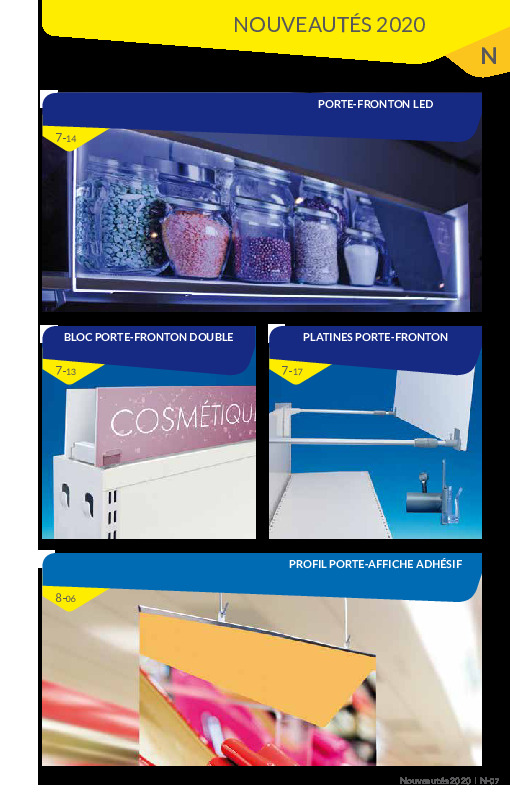 NOUVEAUTÉS 2020
N
PORTE-FRONTON LED
7-14
BLOC PORTE-FRONTON DOUBLE
7-13
COSMÉTIQU
PLATINES PORTE-FRONTON
7-17
PROFIL PORTE-AFFICHE ADHÉSIF
8-06
Nouveautés 2020 | N-07